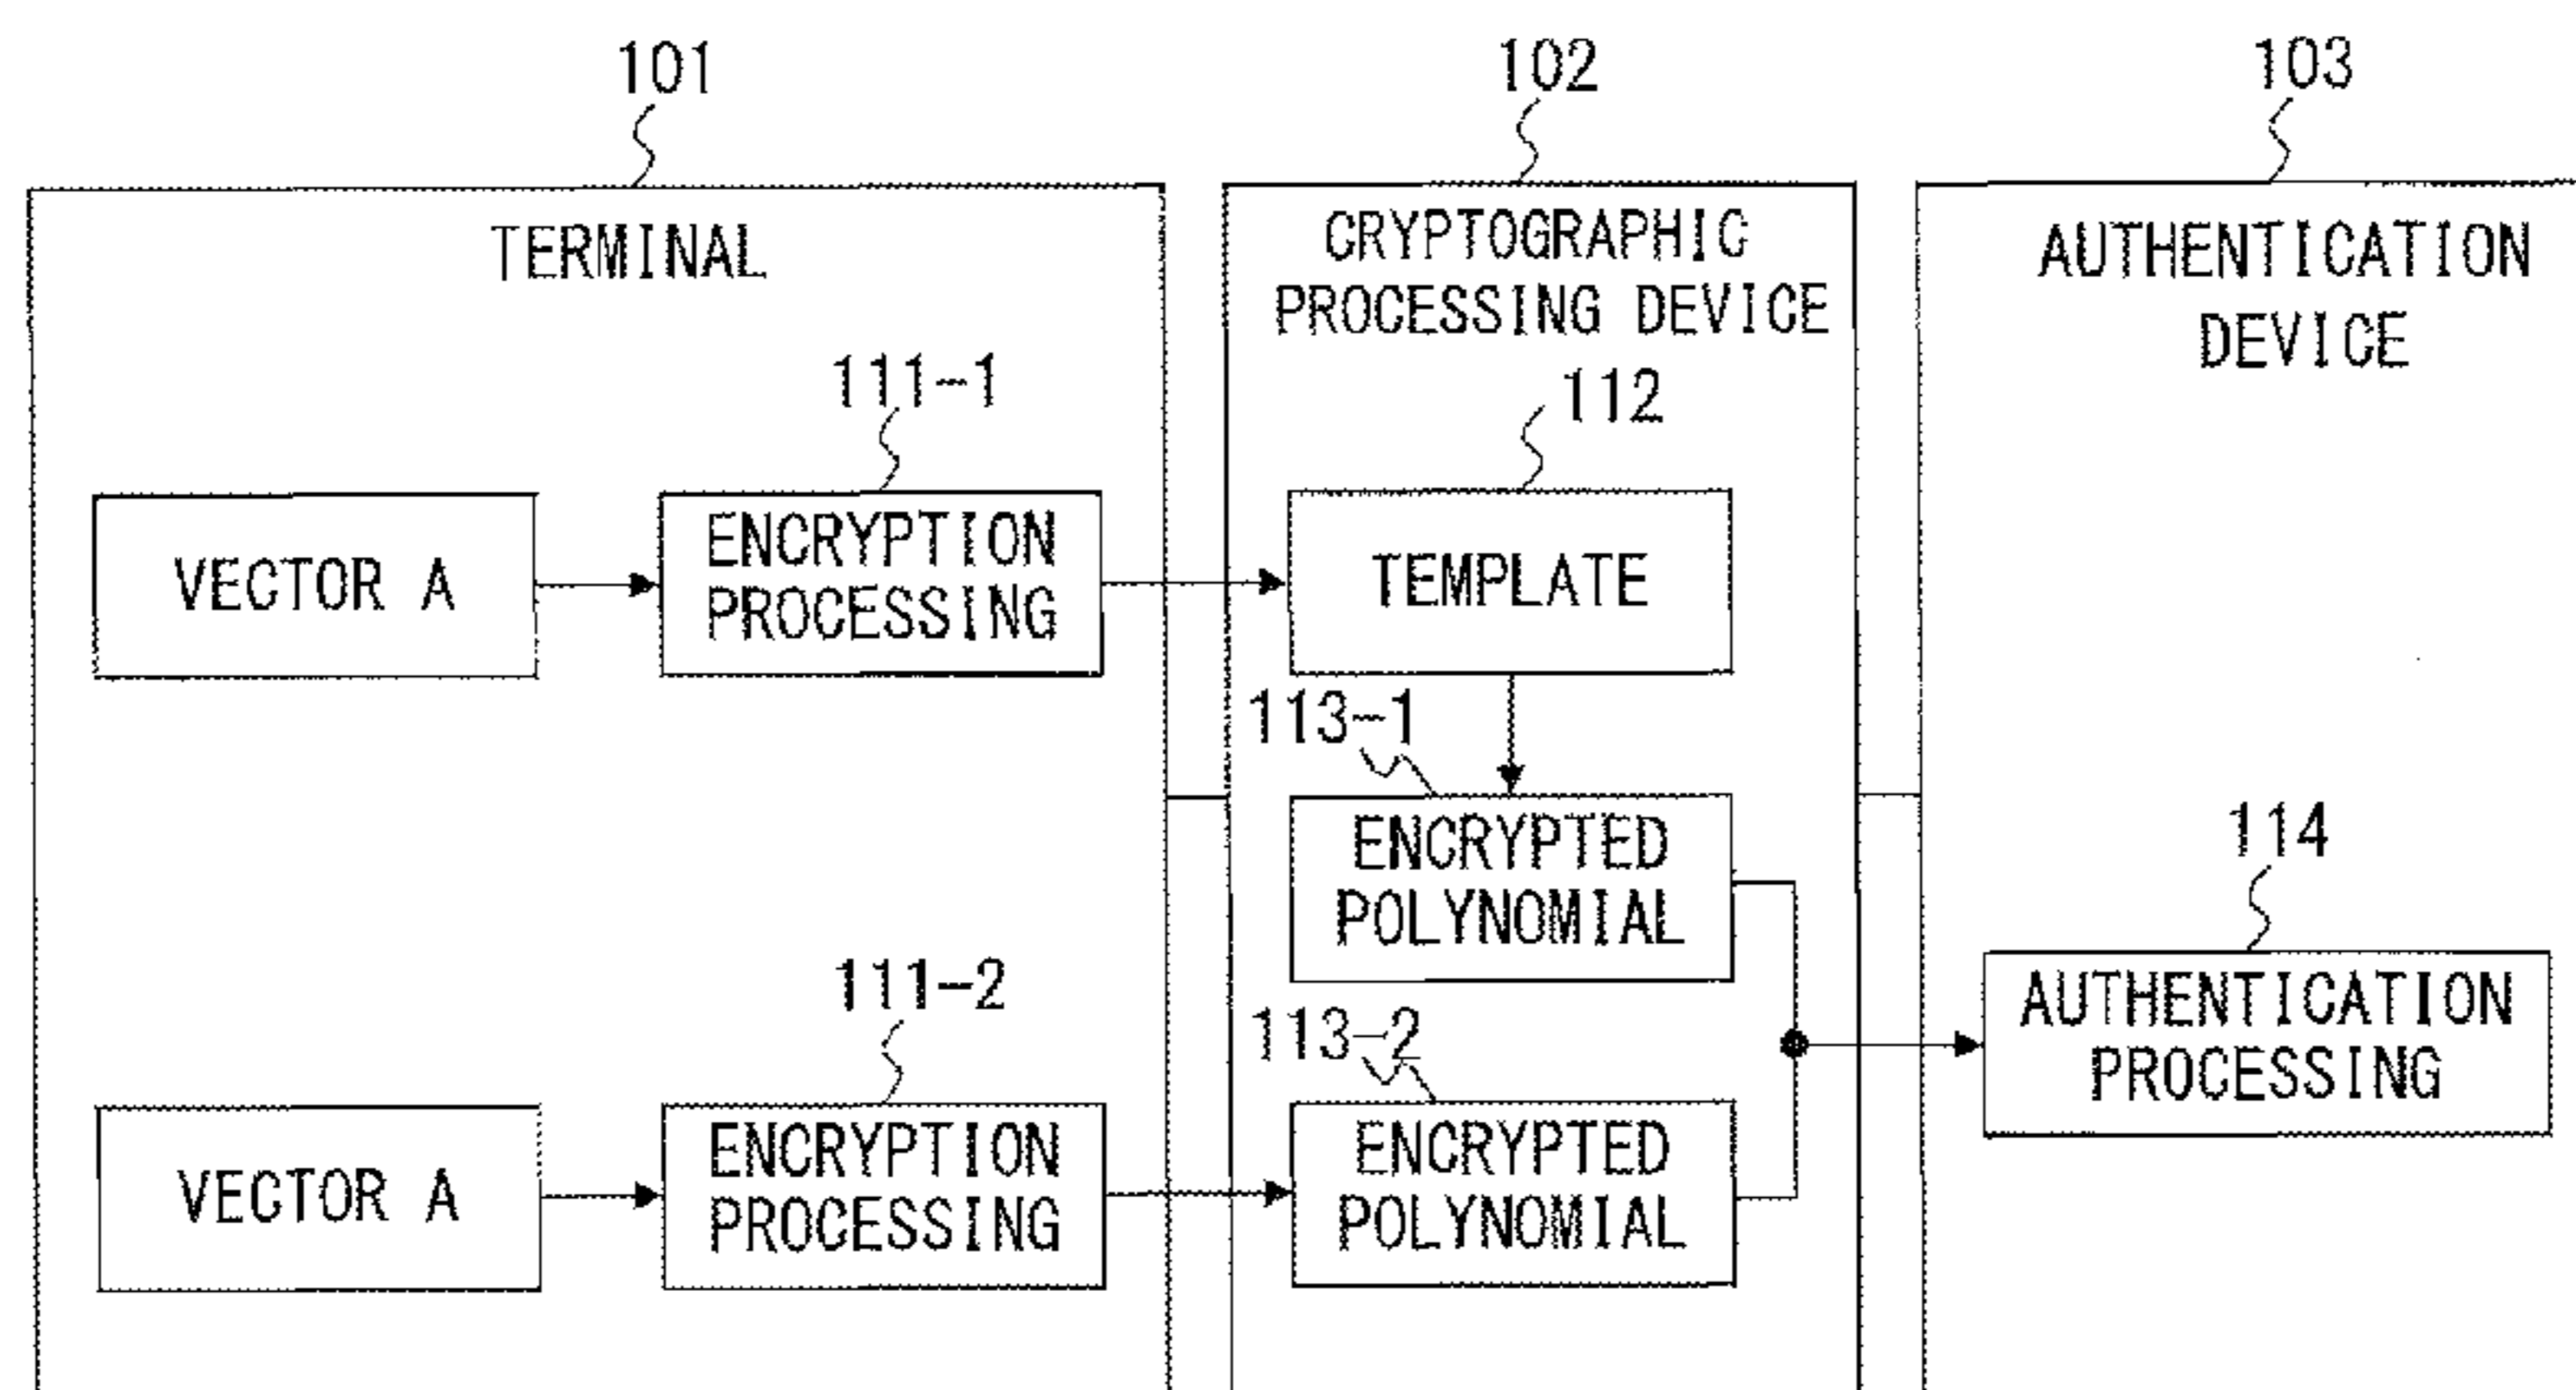 101
102
103
TERMINAL
CRYPTOGRAPHIC
PROCESSING DEVICE
AUTHENTICATION
DEVICE
111-1
112
VECTOR A
ENCRYPTION
PROCESSING
TEMPLATE
113-1
ENCRYPTED
POLYNOMIAL
114
111-2
113-2
AUTHENTICATION
PROCESSING
VECTOR A
ENCRYPTION
PROCESSING
ENCRYPTED
POLYNOMIAL